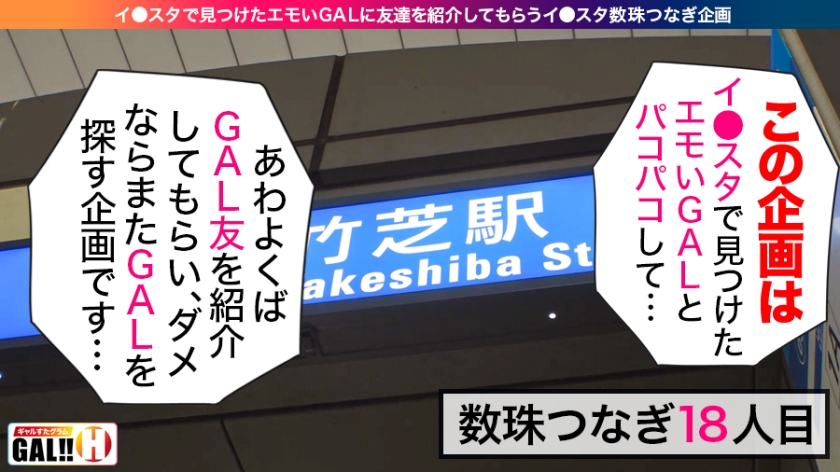 イ●スタで見つけたエモいGALに友達を紹介してもらうイ●スタ数珠つなぎ企画
この企画は
イ●スタで見つけた
エモいGALと
パコパコして…
あわよくば
GAL友を紹介
してもらい、ダメ
ならまたGALを
探す企画です…
竹芝駅
akeshiba St
数珠つなぎ18人目
ギャルすたグラム
GAL!! H